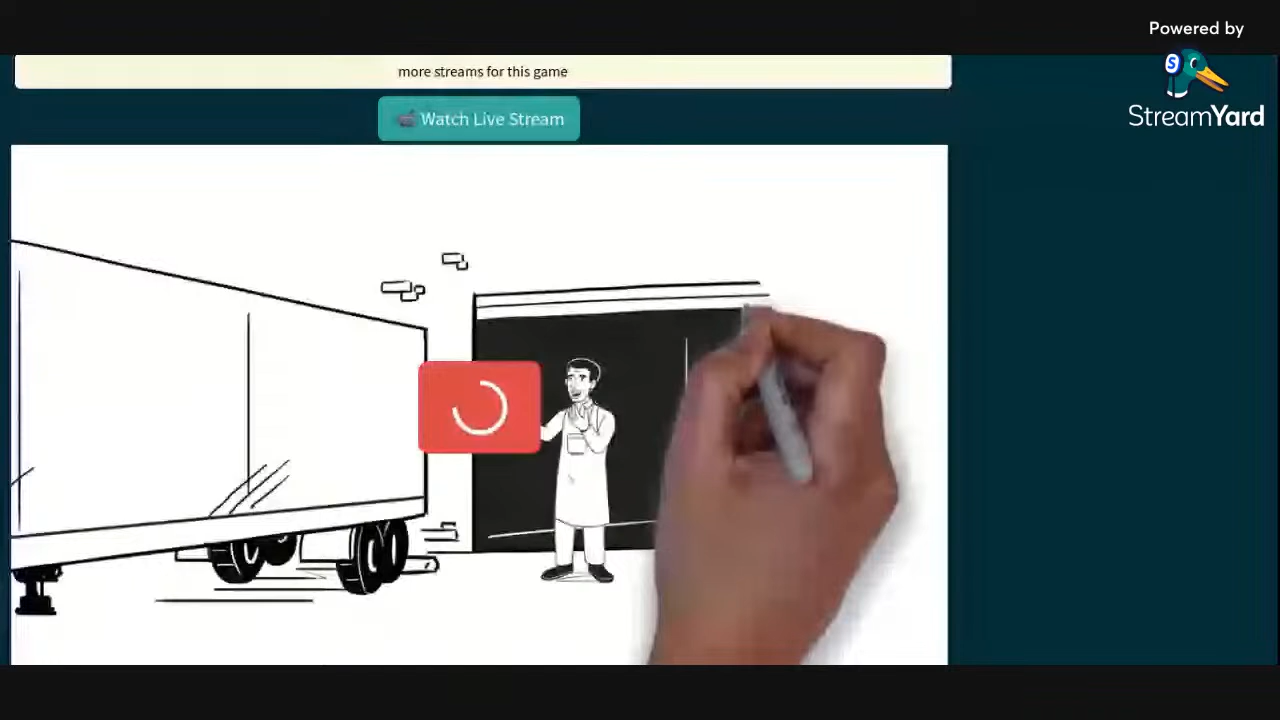 Powered by
S
StreamYard
more streams for this game
Watch Live Stream